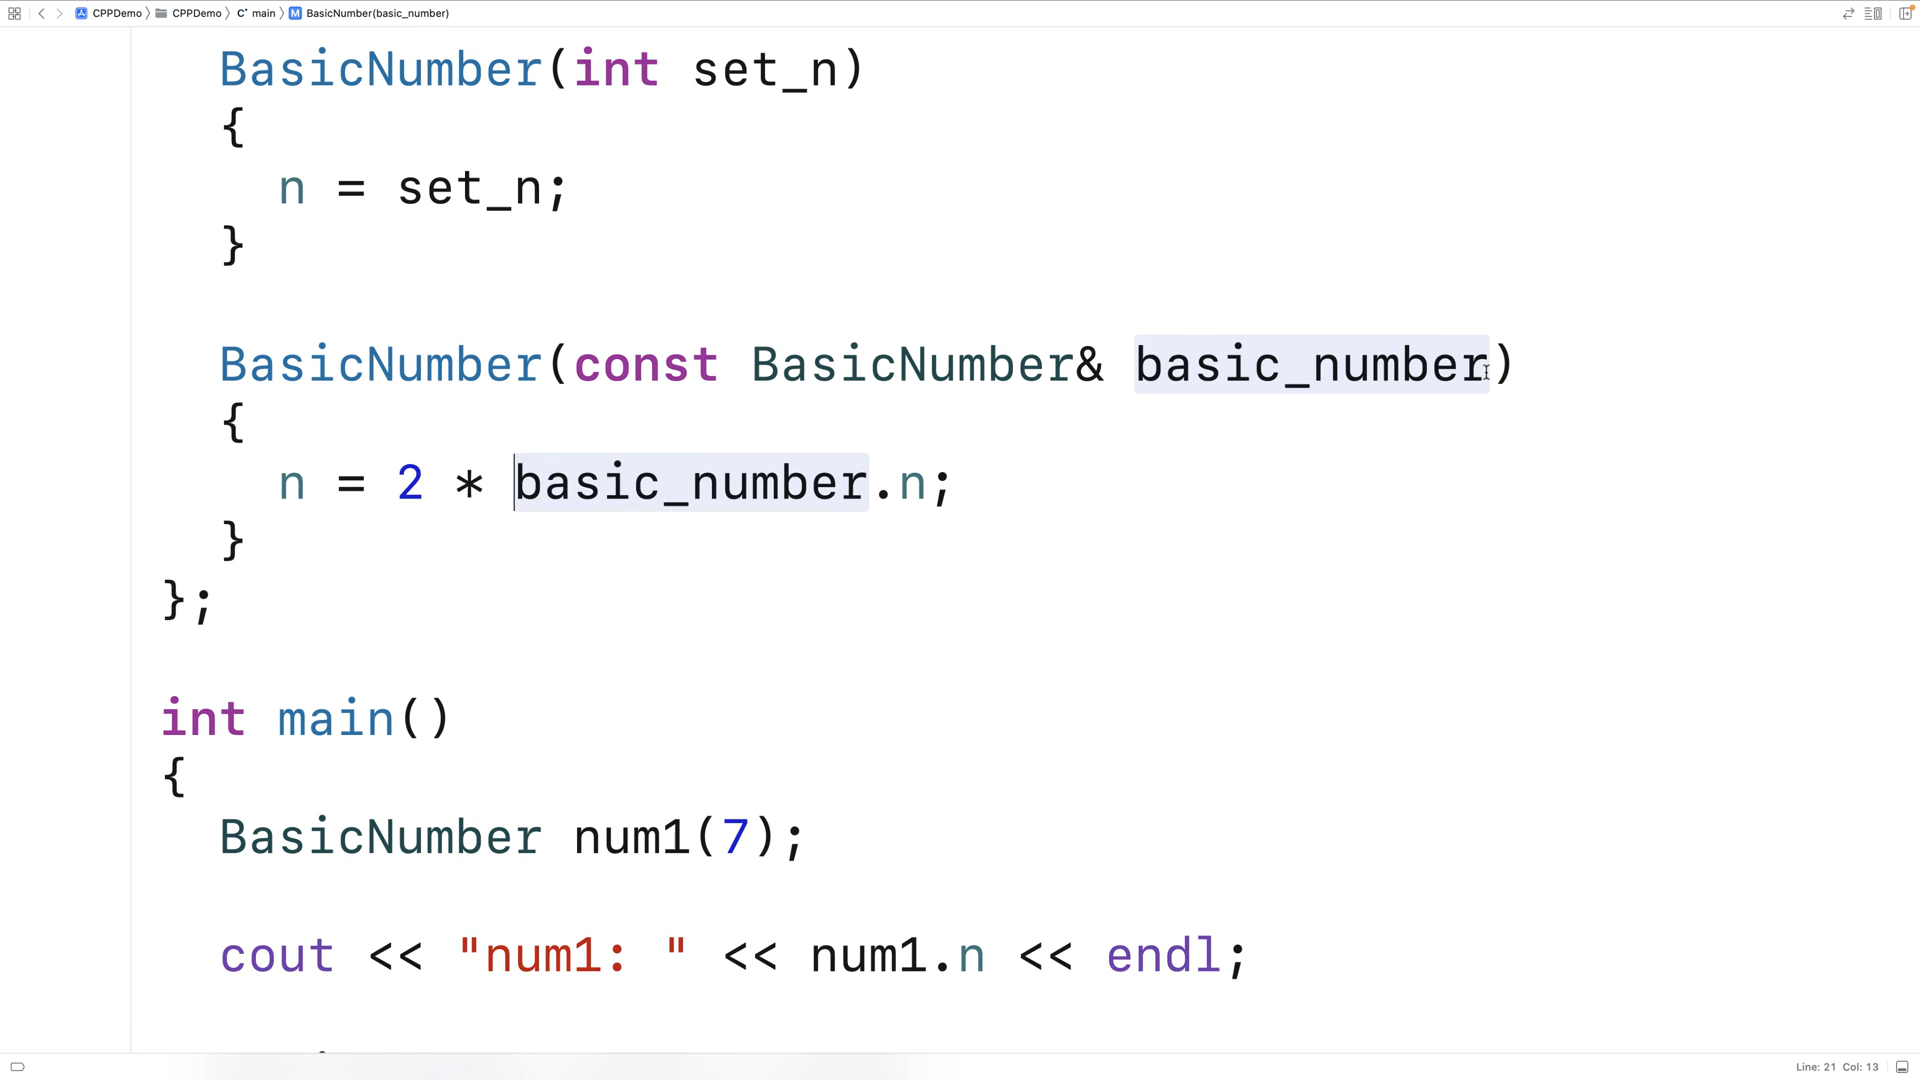 CPPDemo 〉 CPPDemo 〉 C⁺ main 〉 M BasicNumber(basic_number)
BasicNumber(int set_n)
{
n = set_n;
}
BasicNumber(const BasicNumber& basic_number)
{
n = 2 * basic_number.n;
}
};
int main()
{
BasicNumber num1(7);
cout << "num1: " << num1.n << endl;
Line: 21 Col: 13